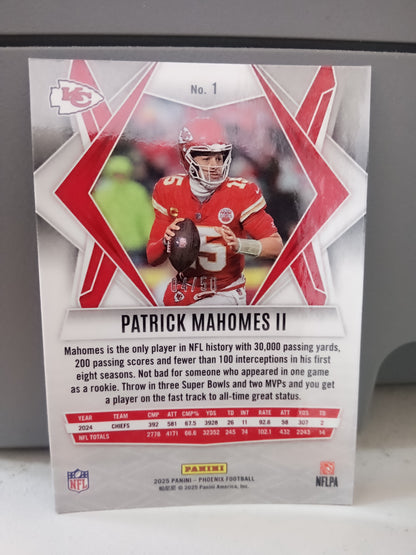 KC
No. 1
15
15
04/50
PATRICK MAHOMES II
Mahomes is the only player in NFL history with 30,000 passing yards,
200 passing scores and fewer than 100 interceptions in his first
eight seasons. Not bad for someone who appeared in one game
as a rookie. Throw in three Super Bowls and two MVPs and you get
a player on the fast track to all-time great status.
YEAR TEAM CMP ATT CMP% YDS TD INT RATE ATT YDS TD
2024 CHIEFS 392 581 67.5 3928 26 11 92.6 58 307 2
NFL TOTALS 2778 4171 66.6 32352 245 74 102.1 432 2243 14
NFL
PANINI
2025 PANINI - PHOENIX FOOTBALL
© 2025 Panini America, Inc.
NFLPA